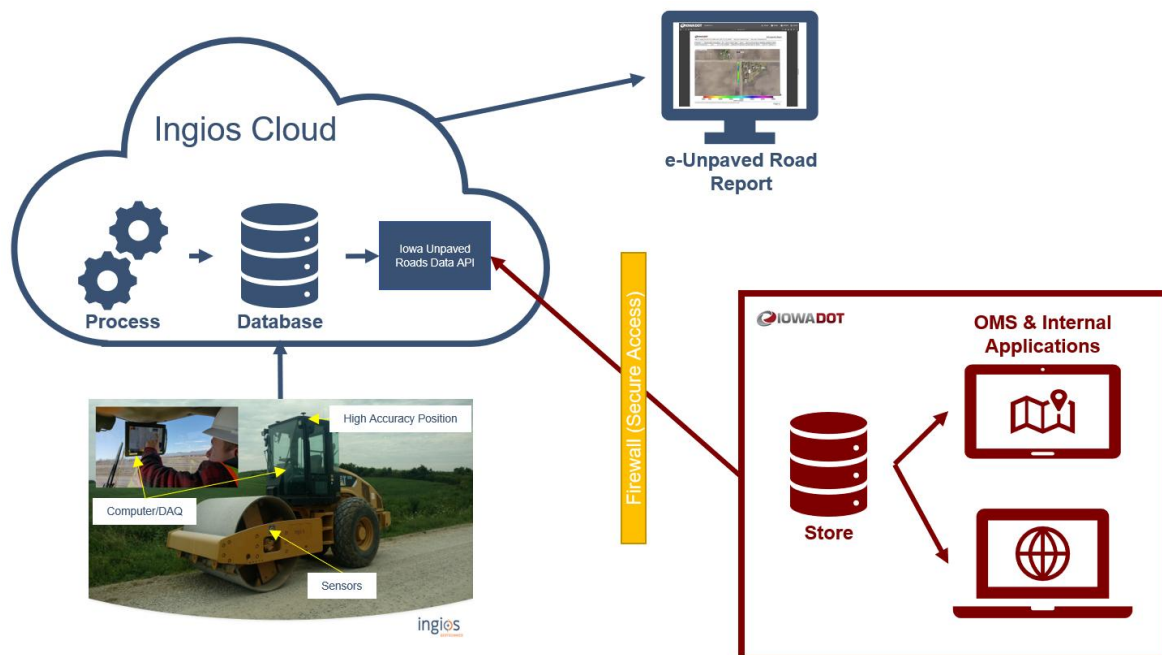 Ingios Cloud
Process
Database
Iowa Unpaved
Roads Data API
e-Unpaved Road
Report
Firewall (Secure Access)
IOWADOT
OMS & Internal
Applications
Store
High Accuracy Position
Computer/DAQ
Sensors
ingios